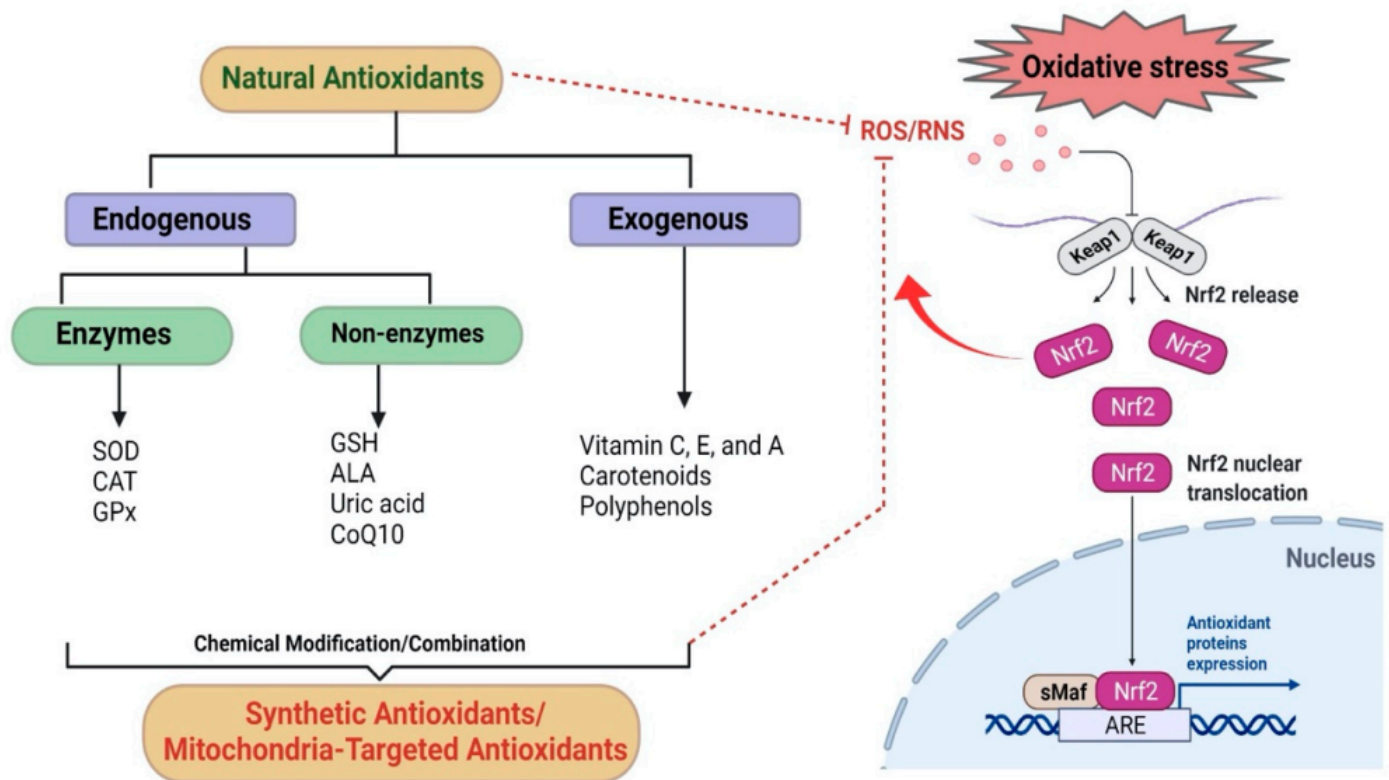 Natural Antioxidants
Endogenous
Exogenous
Enzymes
Non-enzymes
SOD
CAT
GPx
GSH
ALA
Uric acid
CoQ10
Vitamin C, E, and A
Carotenoids
Polyphenols
Chemical Modification/Combination
Synthetic Antioxidants/
Mitochondria-Targeted Antioxidants
Oxidative stress
ROS/RNS
Keap1
Keap1
Nrf2 release
Nrf2
Nrf2
Nrf2
Nrf2
Nrf2 nuclear
translocation
Nucleus
Antioxidant
proteins
expression
sMaf
Nrf2
ARE